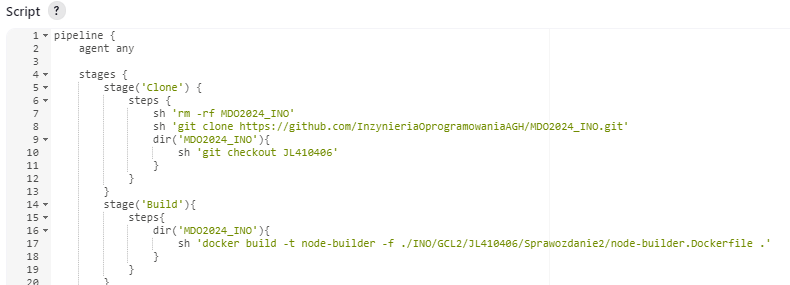 Script ?
1 pipeline {
2     agent any
3
4     stages {
5         stage('Clone') {
6             steps {
7                 sh 'rm -rf MDO2024_INO'
8                 sh 'git clone https://github.com/InzynieriaOprogramowaniaAGH/MDO2024_INO.git'
9                 dir('MDO2024_INO'){
10                     sh 'git checkout JL410406'
11                 }
12             }
13         }
14         stage('Build'){
15             steps{
16                 dir('MDO2024_INO'){
17                     sh 'docker build -t node-builder -f ./INO/GCL2/JL410406/Sprawozdanie2/node-builder.Dockerfile .'
18                 }
19             }
20         }